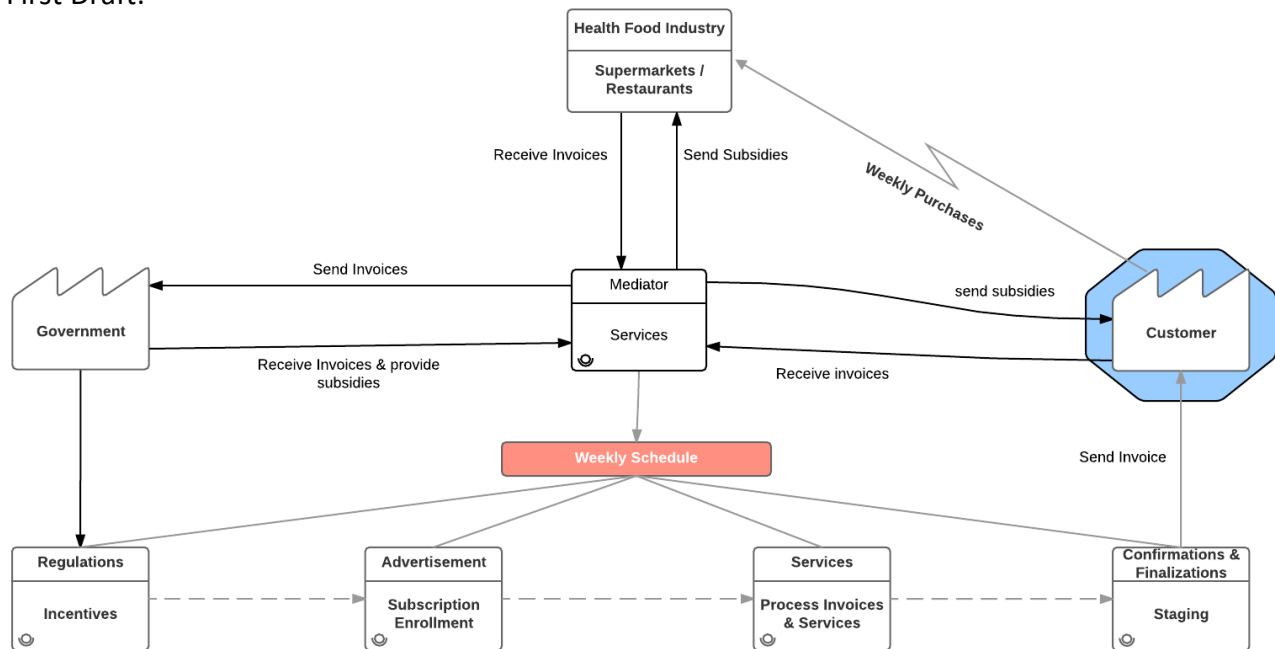 First Draft:
Health Food Industry
Supermarkets /
Restaurants
Receive Invoices
Send Subsidies
Weekly Purchases
Send Invoices
Mediator
send subsidies
Government
Services
Customer
Receive Invoices & provide
subsidies
Receive invoices
Weekly Schedule
Send Invoice
Regulations
Advertisement
Services
Confirmations &
Finalizations
Incentives
Subscription
Enrollment
Process Invoices
& Services
Staging